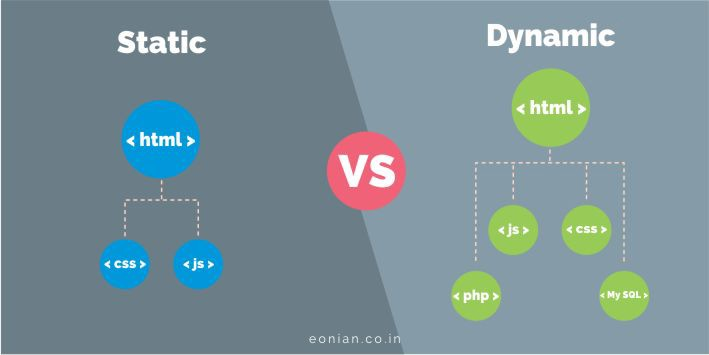 Static
< html >
< css >
< js >
VS
Dynamic
< html >
< js >
< css >
< php >
< My SQL >
eonian.co.in